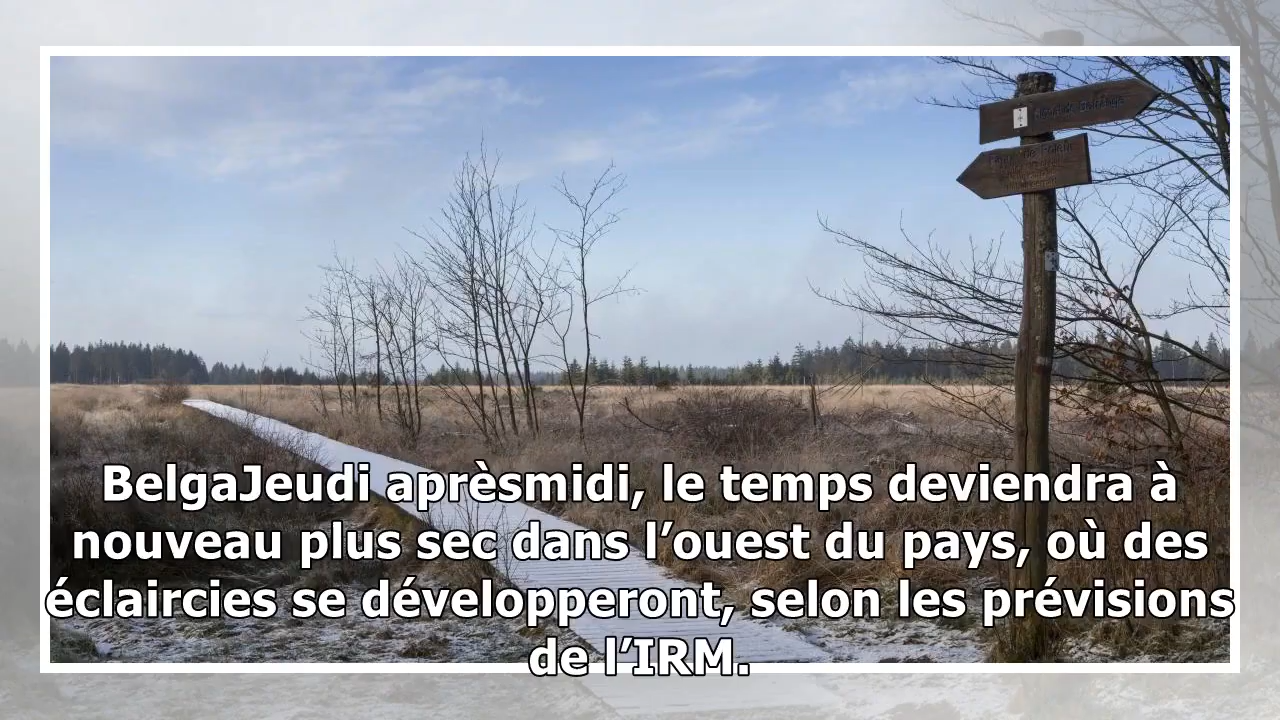 BelgaJeudi aprèsmidi, le temps deviendra à
nouveau plus sec dans l’ouest du pays, où des
éclaircies se développeront, selon les prévisions
de l’IRM.